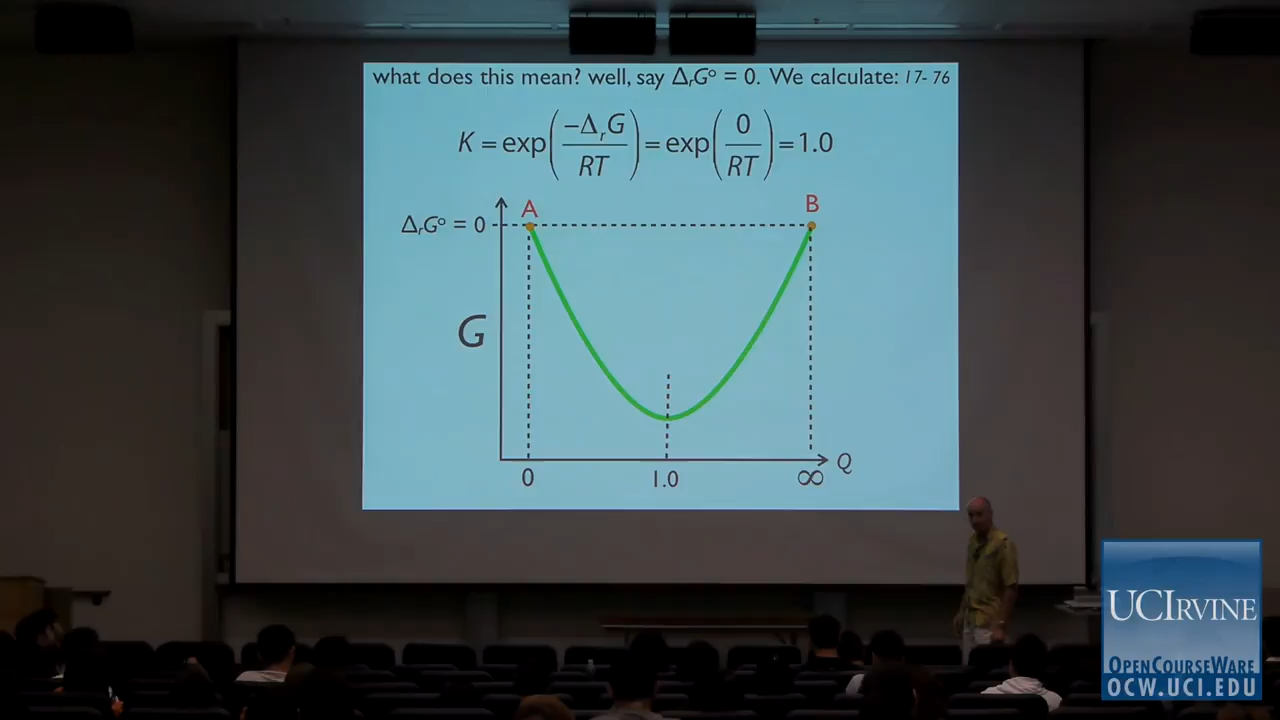 what does this mean? well, say ΔᵣG° = 0. We calculate: 17- 76
K = exp(−ΔᵣG / RT) = exp(0 / RT) = 1.0
A
B
ΔᵣG° = 0
G
Q
0
1.0
∞
UCIRVINE
OPENCOURSEWARE
OCW.UCI.EDU